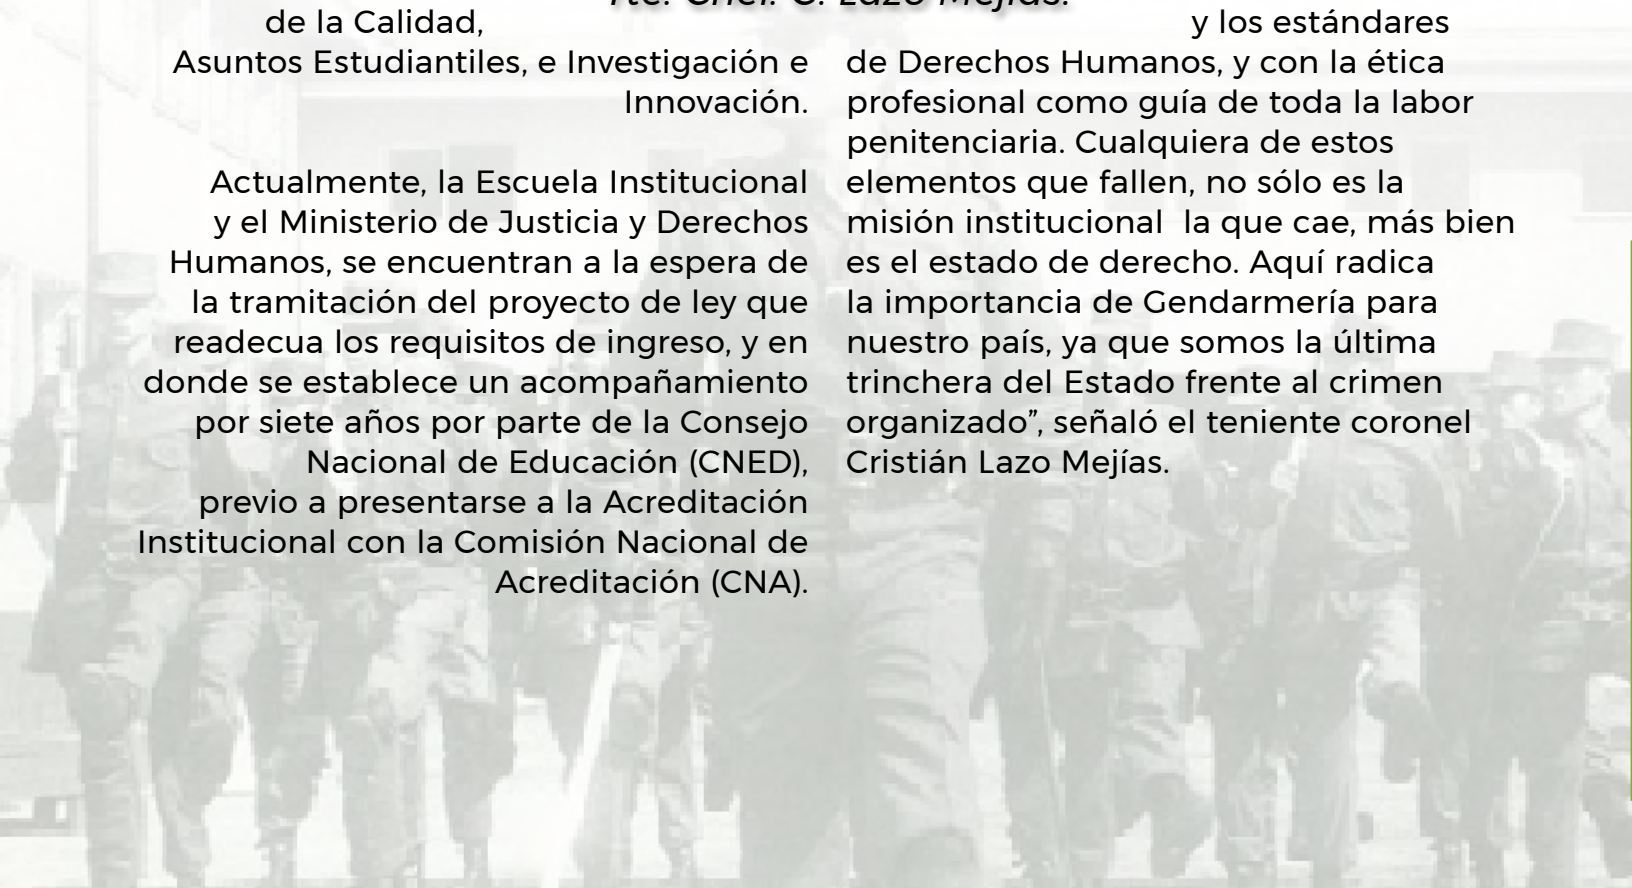 Tte. Crnel. C. Lazo Mejías.
de la Calidad,
Asuntos Estudiantiles, e Investigación e
Innovación.
Actualmente, la Escuela Institucional
y el Ministerio de Justicia y Derechos
Humanos, se encuentran a la espera de
la tramitación del proyecto de ley que
readecua los requisitos de ingreso, y en
donde se establece un acompañamiento
por siete años por parte de la Consejo
Nacional de Educación (CNED),
previo a presentarse a la Acreditación
Institucional con la Comisión Nacional de
Acreditación (CNA).
y los estándares
de Derechos Humanos, y con la ética
profesional como guía de toda la labor
penitenciaria. Cualquiera de estos
elementos que fallen, no sólo es la
misión institucional  la que cae, más bien
es el estado de derecho. Aquí radica
la importancia de Gendarmería para
nuestro país, ya que somos la última
trinchera del Estado frente al crimen
organizado”, señaló el teniente coronel
Cristián Lazo Mejías.